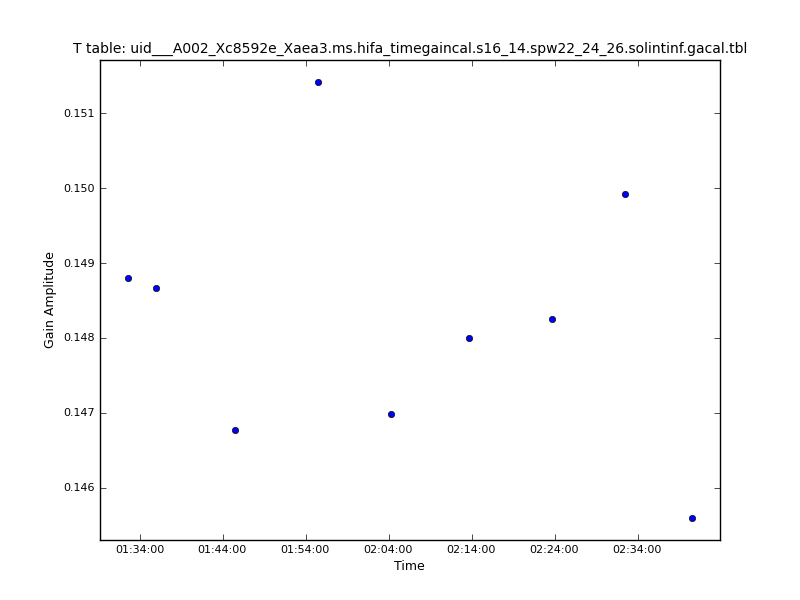 T table: uid___A002_Xc8592e_Xaea3.ms.hifa_timegaincal.s16_14.spw22_24_26.solintinf.gacal.tbl
0.151
0.150
0.149
0.148
0.147
0.146
Gain Amplitude
01:34:00 01:44:00 01:54:00 02:04:00 02:14:00 02:24:00 02:34:00
Time